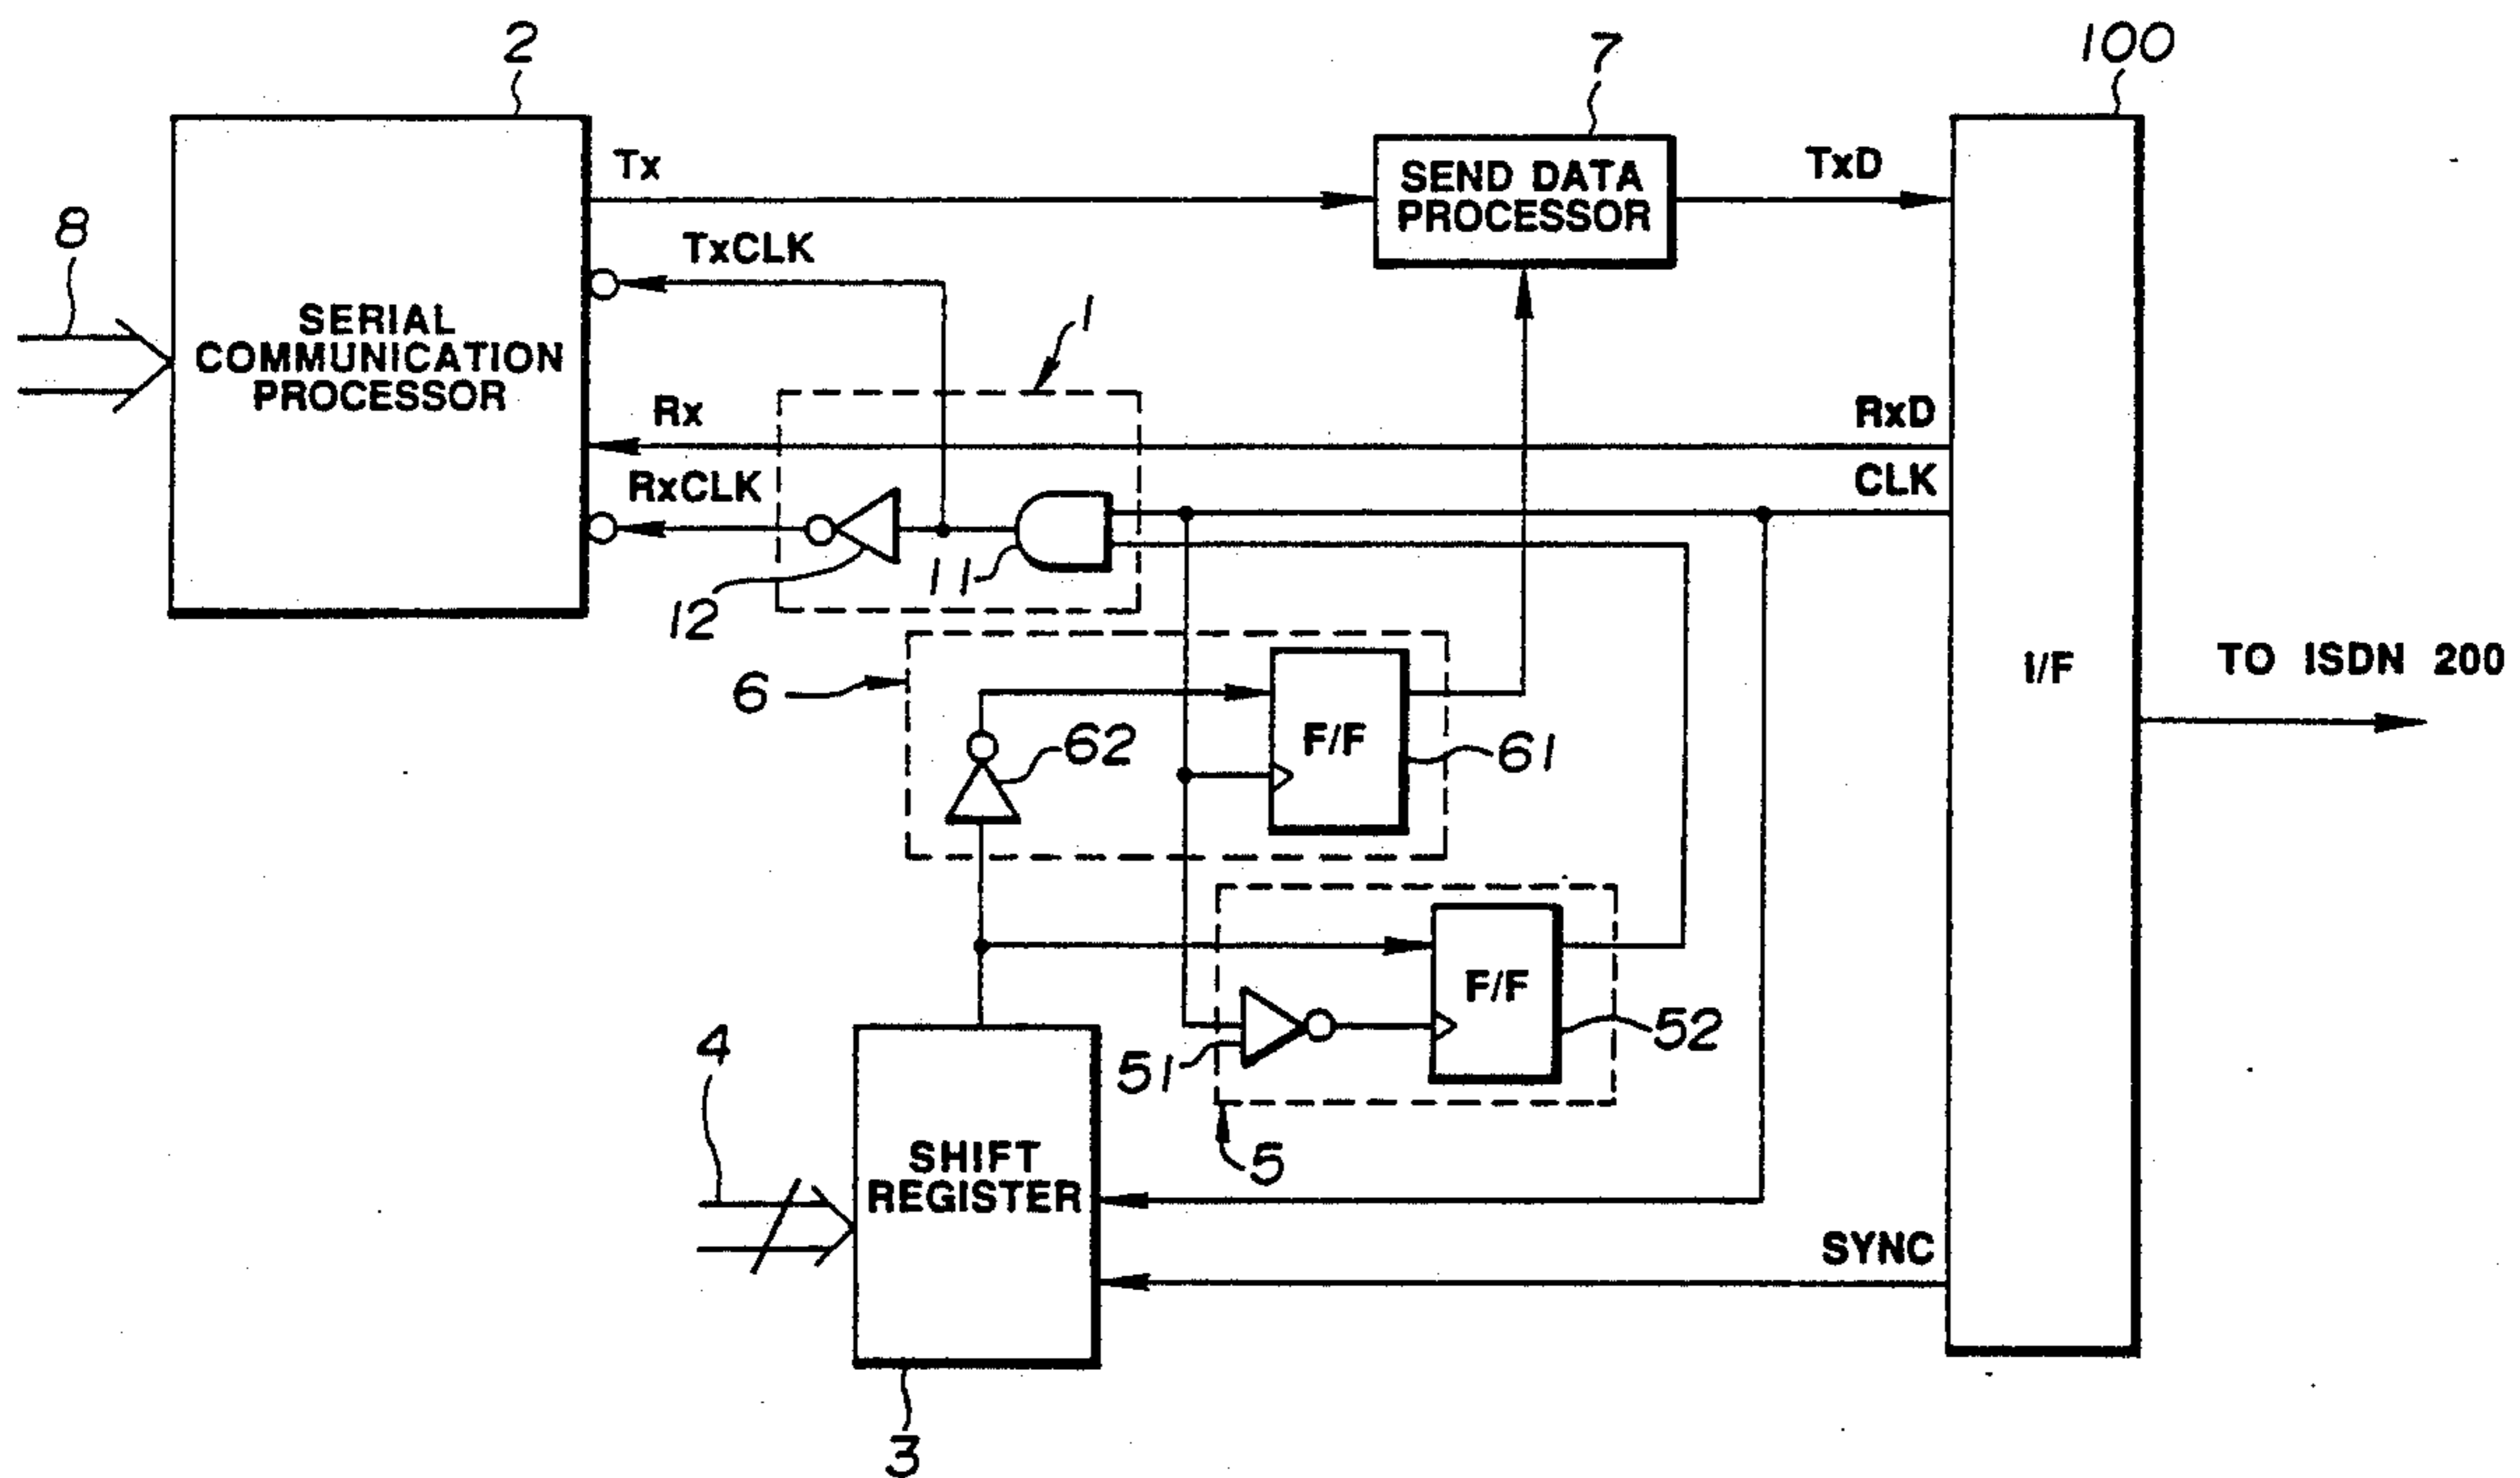 2
7
100
Tx
SEND DATA
PROCESSOR
TxD
8
TxCLK
SERIAL
COMMUNICATION
PROCESSOR
1
Rx
RxD
RxCLK
CLK
12
11
6
62
F/F
61
I/F
TO ISDN 200
F/F
52
51
4
5
SHIFT
REGISTER
SYNC
3